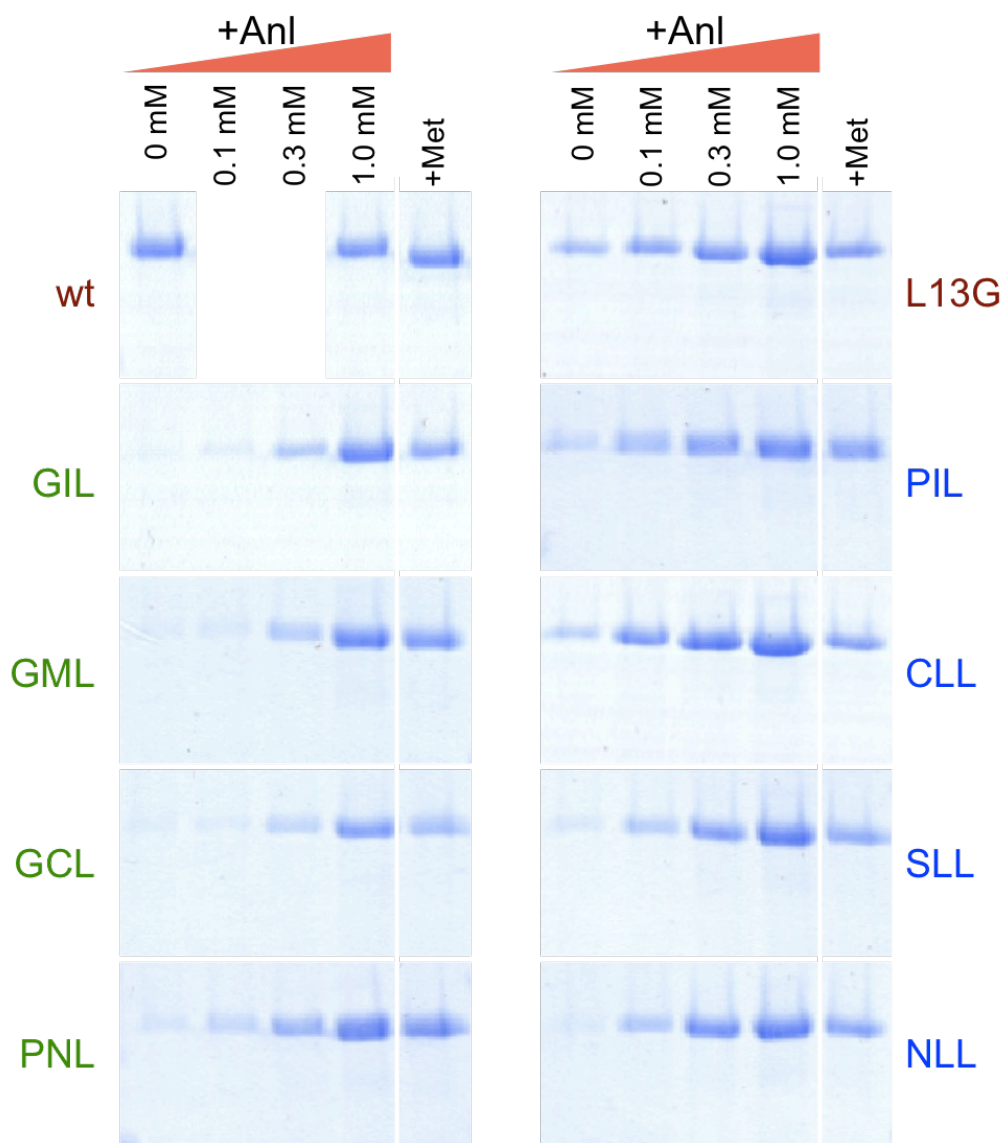 +Anl +Anl
0 mM 0.1 mM 0.3 mM 1.0 mM +Met 0 mM 0.1 mM 0.3 mM 1.0 mM +Met
wt L13G
GIL PIL
GML CLL
GCL SLL
PNL NLL